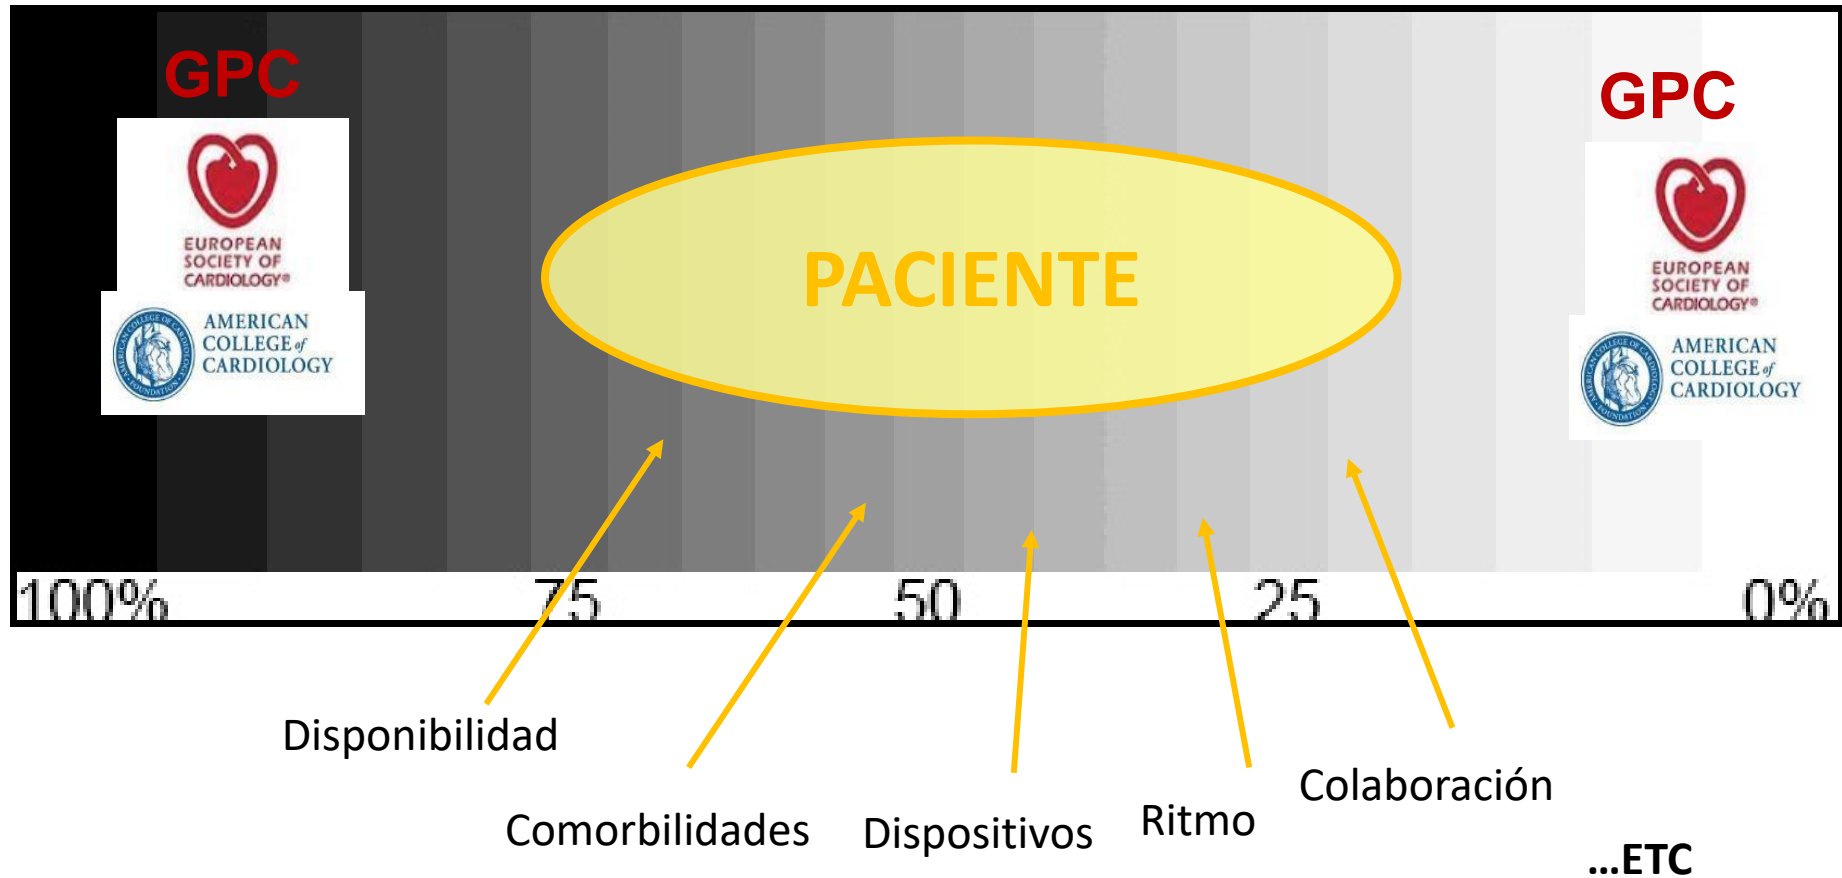 GPC
EUROPEAN
SOCIETY OF
CARDIOLOGY®
AMERICAN
COLLEGE of
CARDIOLOGY
PACIENTE
GPC
EUROPEAN
SOCIETY OF
CARDIOLOGY®
AMERICAN
COLLEGE of
CARDIOLOGY
100% 75 50 25 0%
Disponibilidad
Comorbilidades
Dispositivos
Ritmo
Colaboración
...ETC